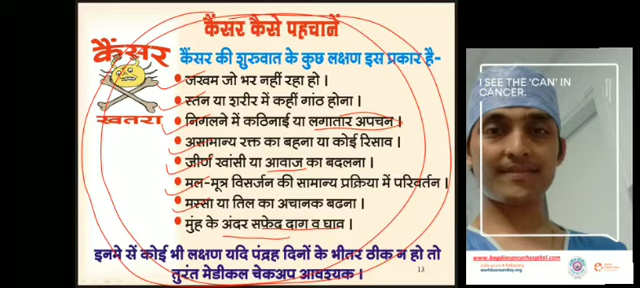 कैंसर कैसे पहचानें
कैंसर
खतरा
कैंसर की शुरुवात के कुछ लक्षण इस प्रकार है-
• जखम जो भर नहीं रहा हो ।
• स्तन या शरीर में कहीं गांठ होना ।
• निगलने में कठिनाई या लगातार अपचन ।
• असामान्य रक्त का बहना या कोई रिसाव ।
• जीर्ण खांसी या आवाज का बदलना ।
• मल-मूत्र विसर्जन की सामान्य प्रक्रिया में परिवर्तन ।
• मस्सा या तिल का अचानक बढना ।
• मुंह के अंदर सफेद दाग व घाव ।
इनमे सें कोई भी लक्षण यदि पंद्रह दिनों के भीतर ठीक न हो तो
तुरंत मेडीकल चेकअप आवश्यक ।
13
I SEE THE 'CAN' IN
CANCER.
www.bagdiacancerhospital.com
worldcancerday.org